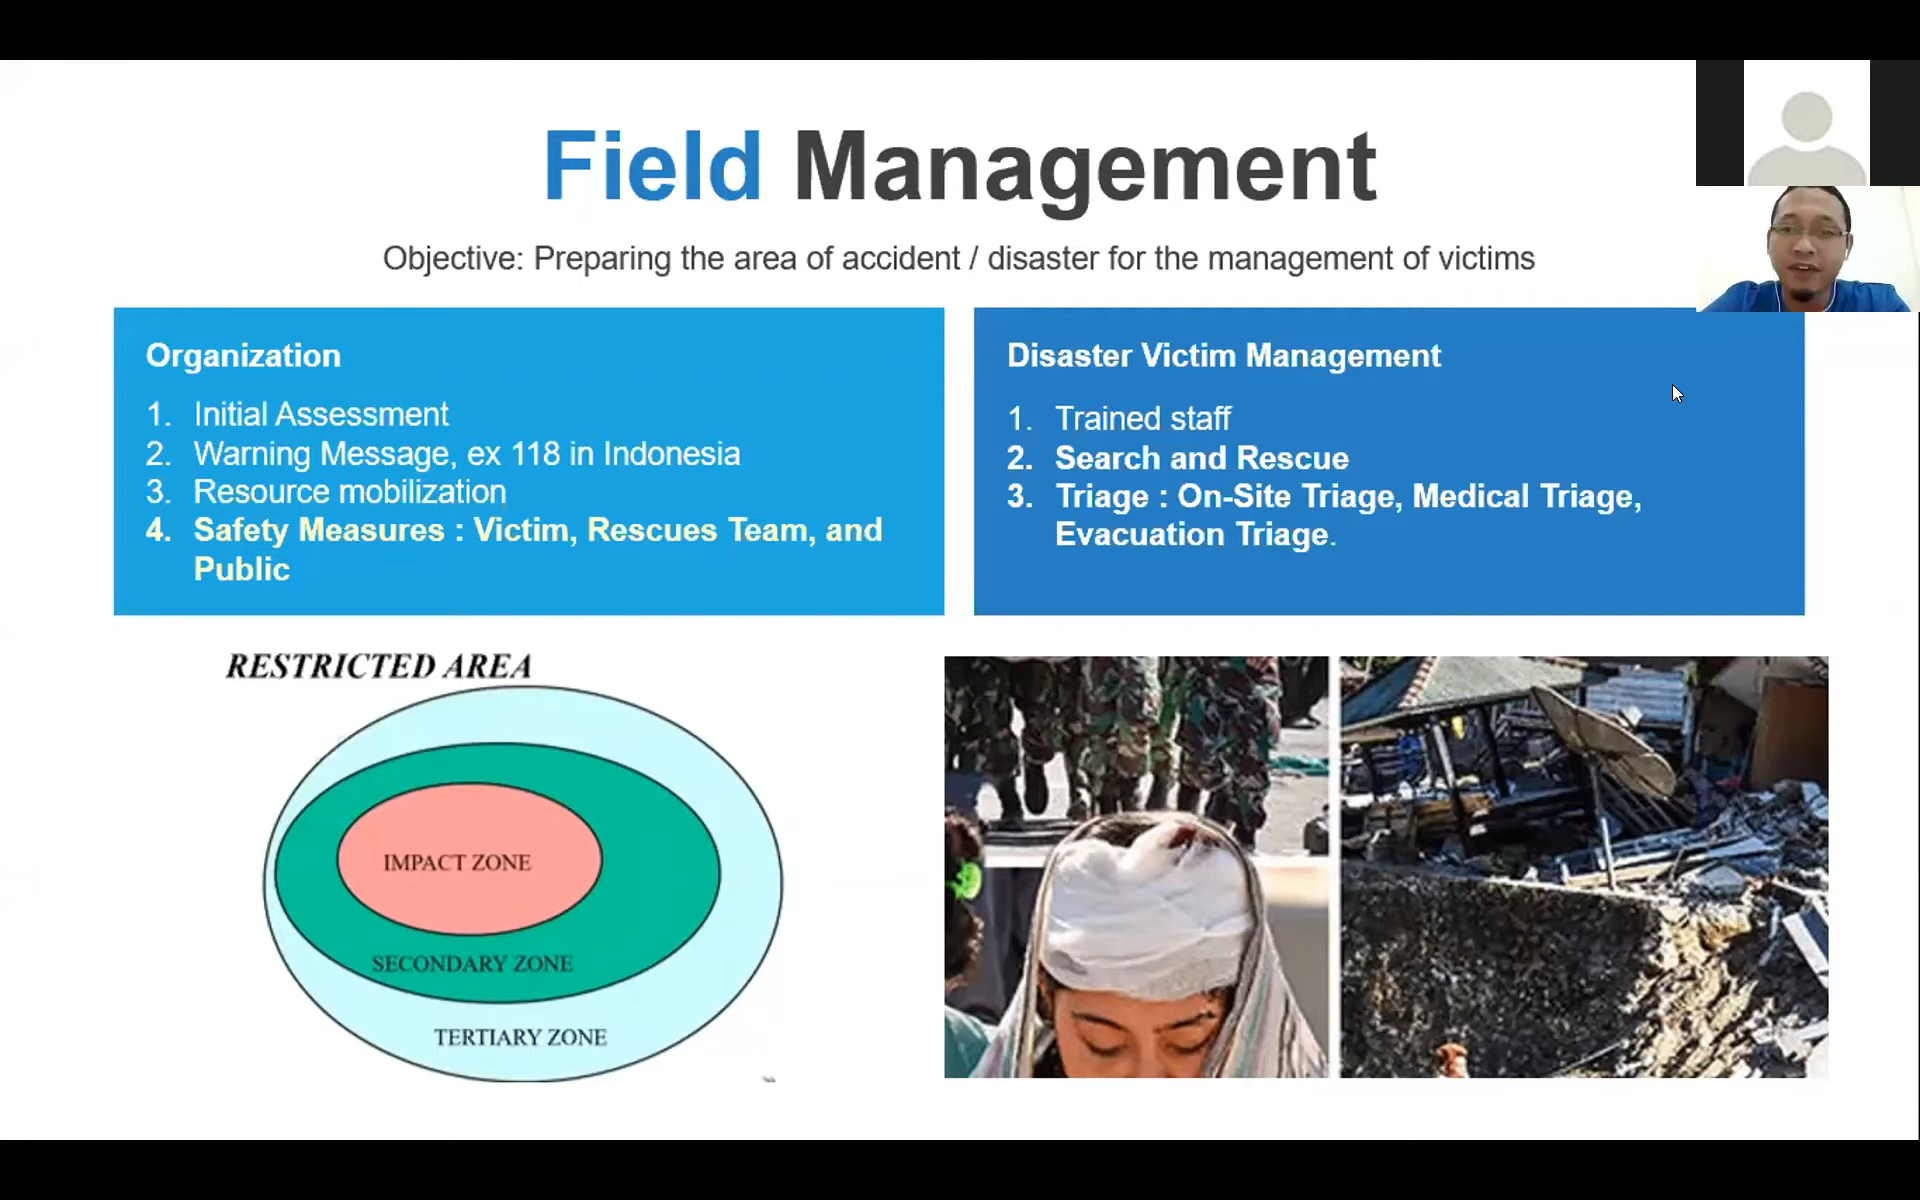 Field Management
Objective: Preparing the area of accident / disaster for the management of victims
Organization
1. Initial Assessment
2. Warning Message, ex 118 in Indonesia
3. Resource mobilization
4. Safety Measures : Victim, Rescues Team, and
Public
Disaster Victim Management
1. Trained staff
2. Search and Rescue
3. Triage : On-Site Triage, Medical Triage,
Evacuation Triage.
RESTRICTED AREA
IMPACT ZONE
SECONDARY ZONE
TERTIARY ZONE